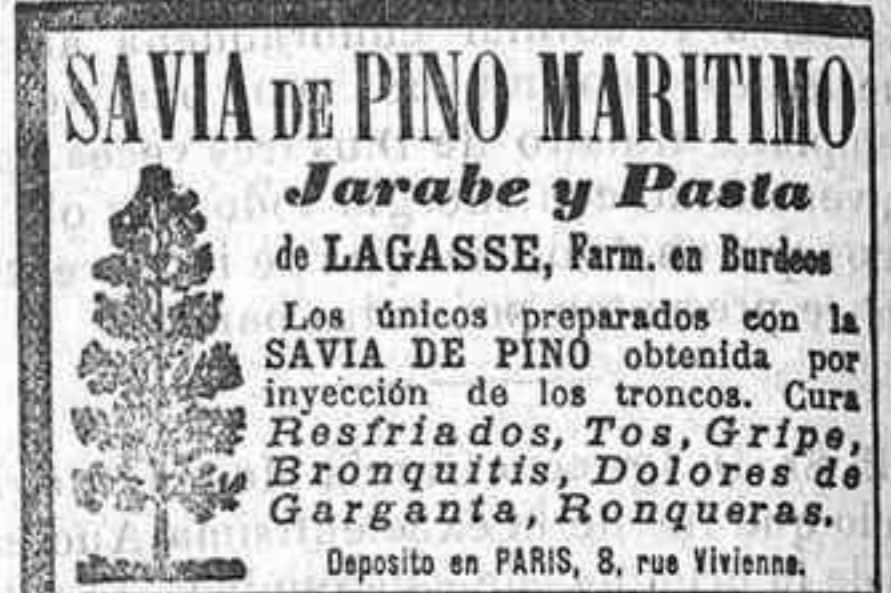 SAVIA DE PINO MARITIMO
Jarabe y Pasta
de LAGASSE, Farm. en Burdeos
Los únicos preparados con la
SAVIA DE PINO obtenida por
inyección de los troncos. Cura
Resfriados, Tos, Gripe,
Bronquitis, Dolores de
Garganta, Ronqueras.
Deposito en PARIS, 8, rue Vivienne.